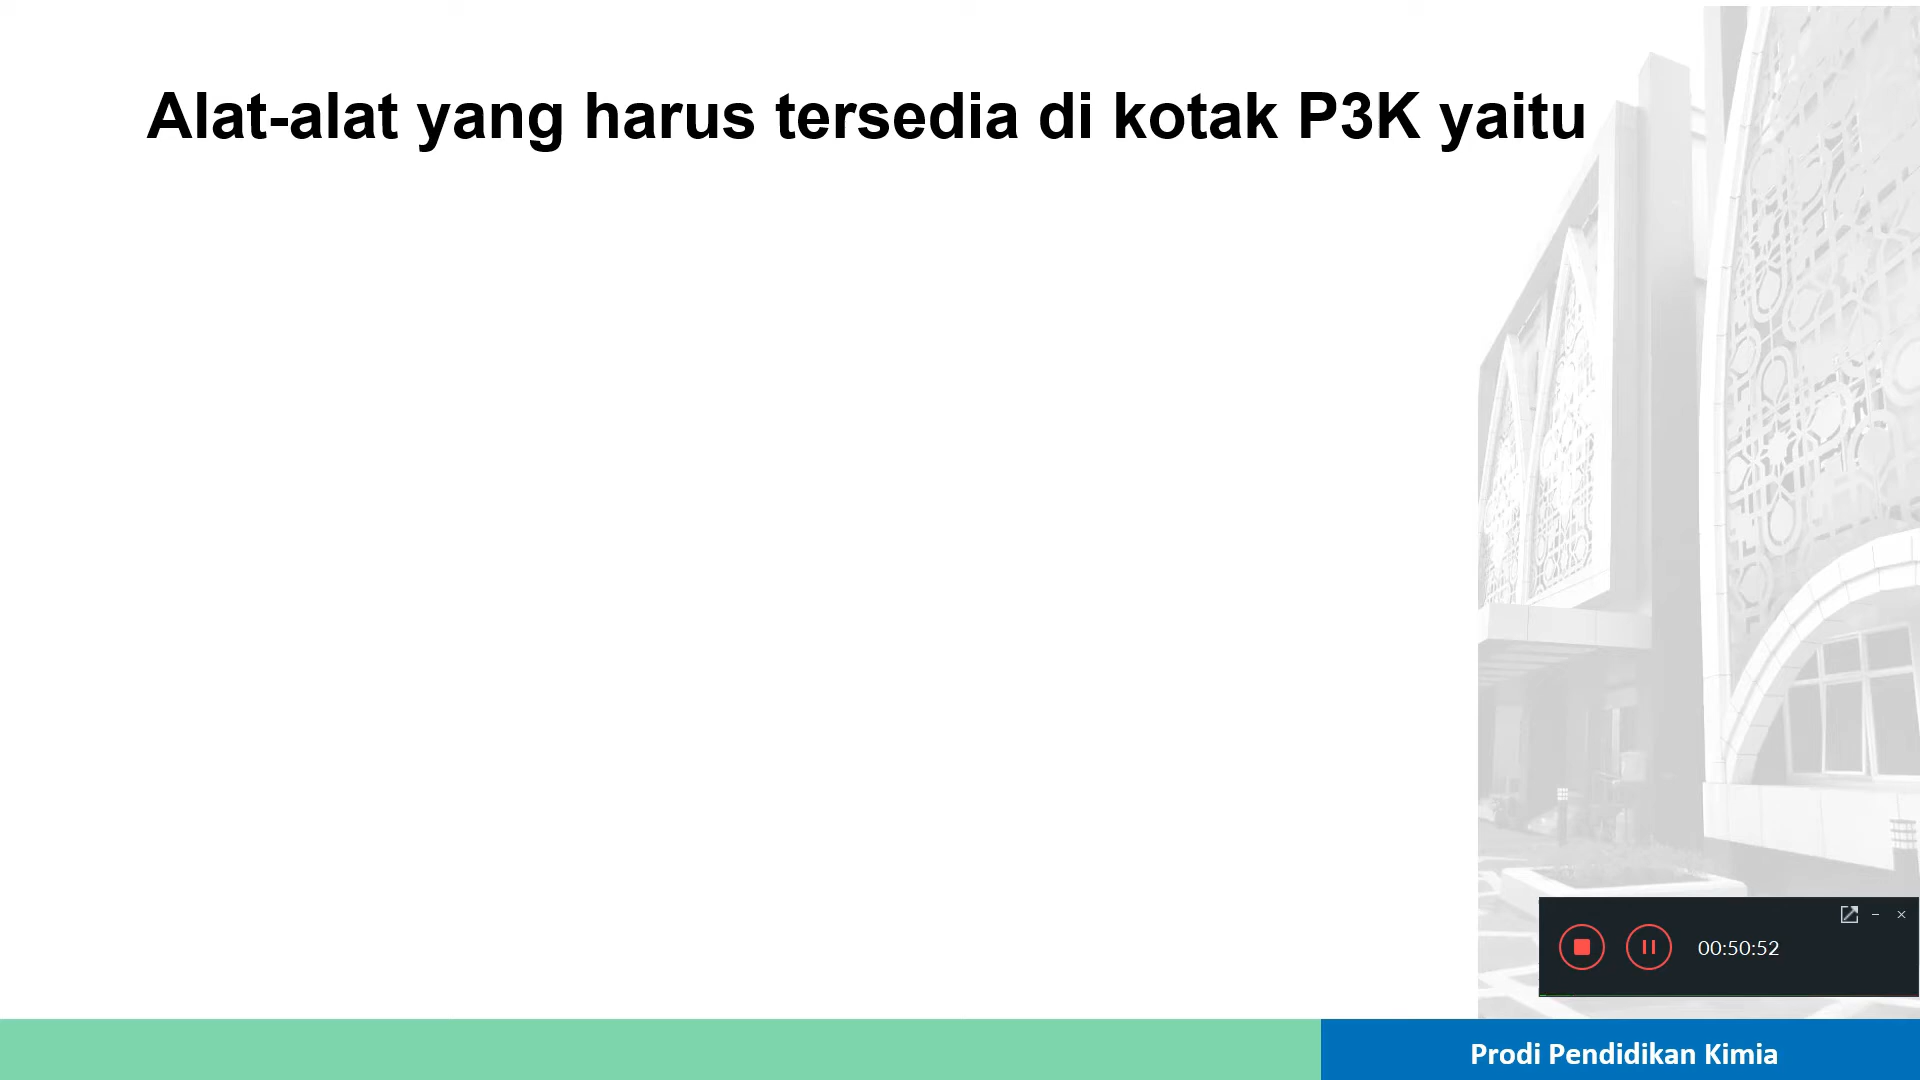 Alat-alat yang harus tersedia di kotak P3K yaitu
00:50:52
Prodi Pendidikan Kimia